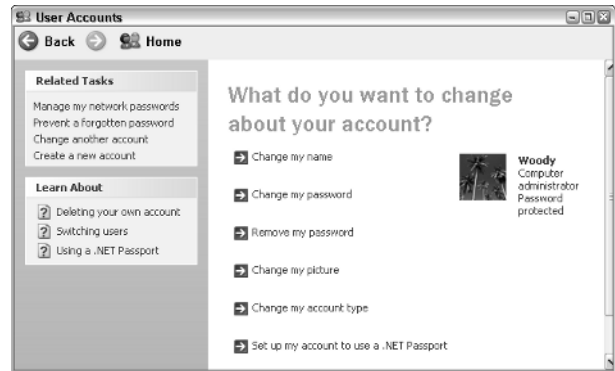 User Accounts
Back Home
Related Tasks
Manage my network passwords
Prevent a forgotten password
Change another account
Create a new account
Learn About
Deleting your own account
Switching users
Using a .NET Passport
What do you want to change
about your account?
Change my name
Change my password
Remove my password
Change my picture
Change my account type
Set up my account to use a .NET Passport
Woody
Computer
administrator
Password
protected